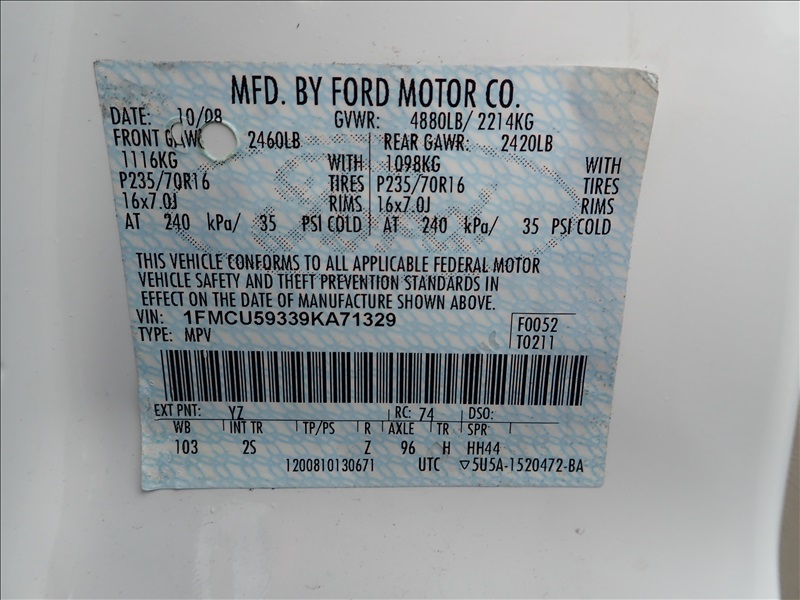 MFD. BY FORD MOTOR CO.
DATE: 10/08 GVWR: 4880LB/ 2214KG
FRONT GAWR 2460LB REAR GAWR: 2420LB
1116KG WITH 1098KG WITH
P235/70R16 TIRES P235/70R16 TIRES
16x7.0J RIMS 16x7.0J RIMS
AT 240 kPa/ 35 PSI COLD AT 240 kPa/ 35 PSI COLD
THIS VEHICLE CONFORMS TO ALL APPLICABLE FEDERAL MOTOR
VEHICLE SAFETY AND THEFT PREVENTION STANDARDS IN
EFFECT ON THE DATE OF MANUFACTURE SHOWN ABOVE.
VIN: 1FMCU59339KA71329 F0052
TYPE: MPV T0211
EXT PNT: YZ RC: 74 DSO:
WB INT TR TP/PS R AXLE TR SPR
103 2S Z 96 H HH44
1200810130671 UTC ▽5U5A-1520472-BA